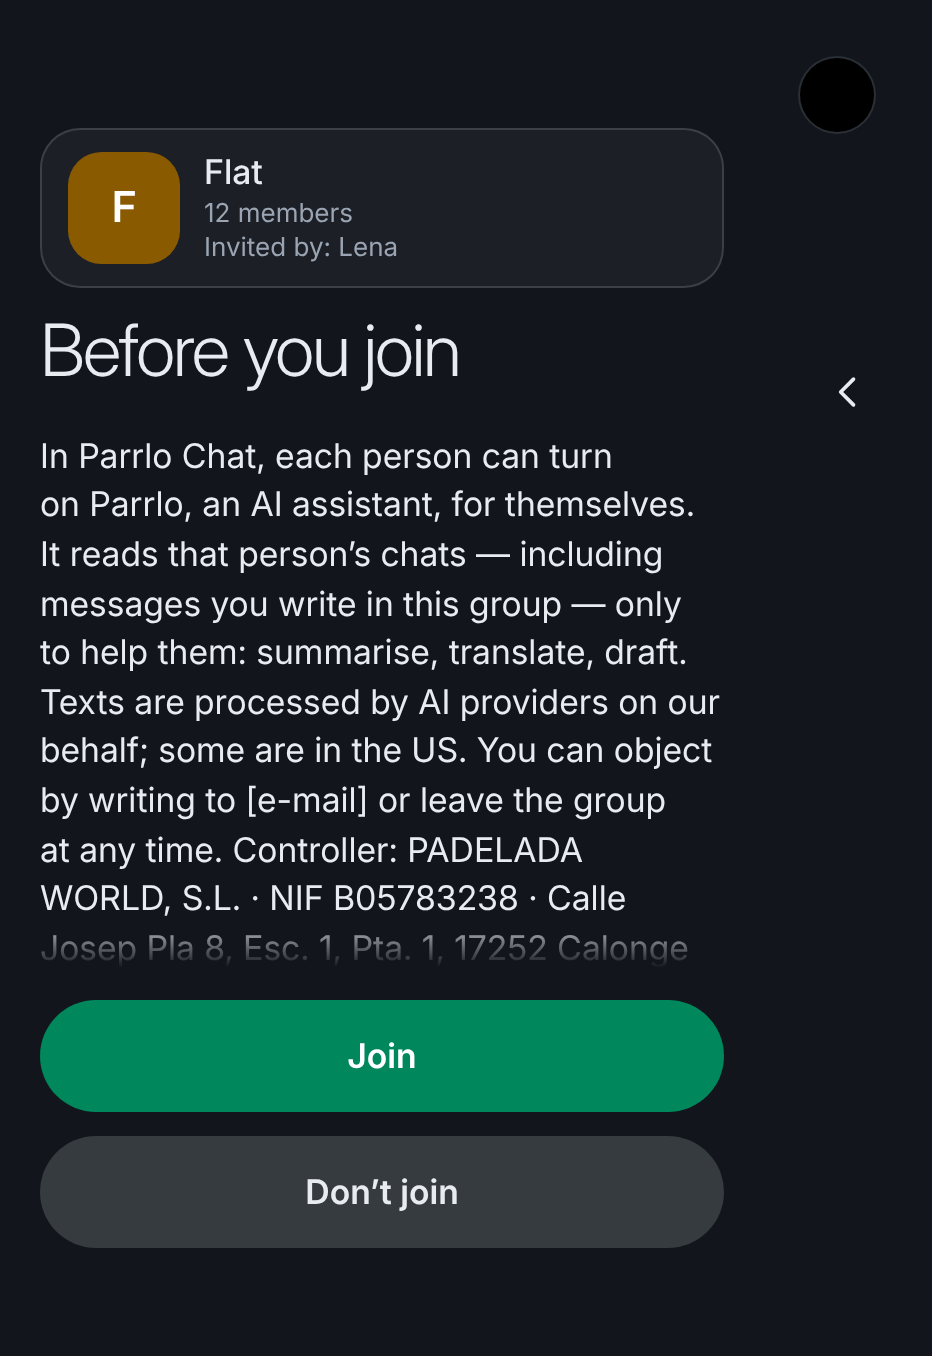 F
Flat
12 members
Invited by: Lena
Before you join
In Parrlo Chat, each person can turn
on Parrlo, an AI assistant, for themselves.
It reads that person’s chats — including
messages you write in this group — only
to help them: summarise, translate, draft.
Texts are processed by AI providers on our
behalf; some are in the US. You can object
by writing to [e-mail] or leave the group
at any time. Controller: PADELADA
WORLD, S.L. · NIF B05783238 · Calle
Josep Pla 8, Esc. 1, Pta. 1, 17252 Calonge
Join
Don’t join